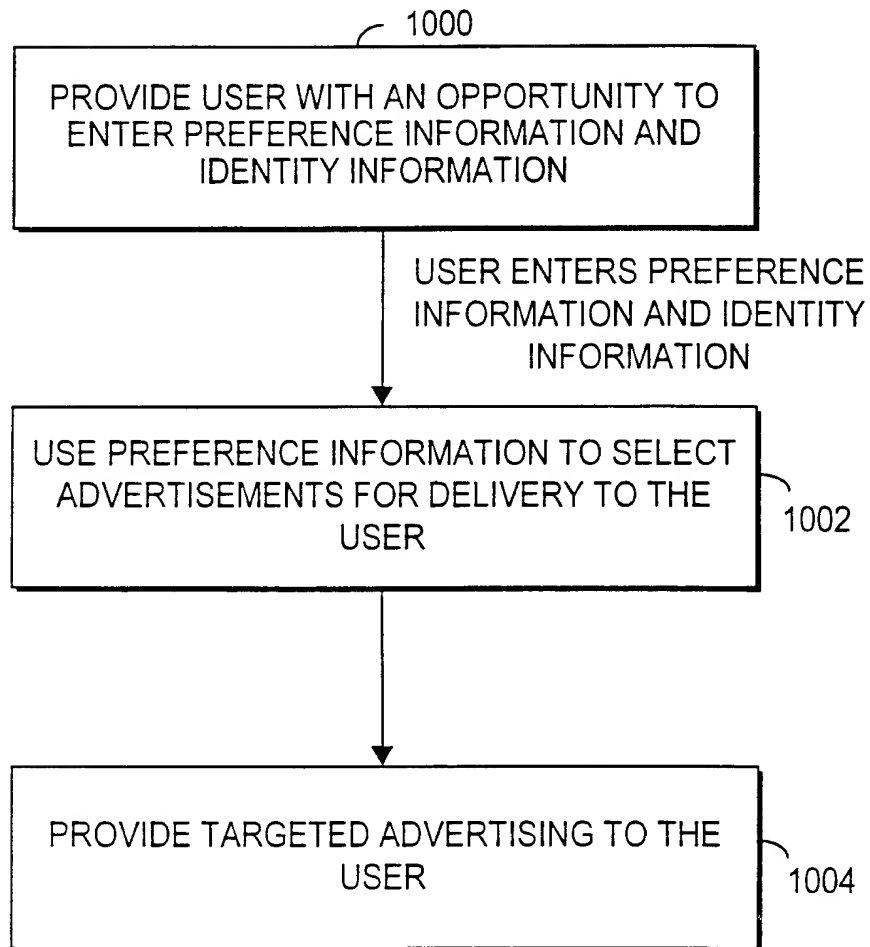 1000
PROVIDE USER WITH AN OPPORTUNITY TO
ENTER PREFERENCE INFORMATION AND
IDENTITY INFORMATION
USER ENTERS PREFERENCE
INFORMATION AND IDENTITY
INFORMATION
USE PREFERENCE INFORMATION TO SELECT
ADVERTISEMENTS FOR DELIVERY TO THE
USER
1002
PROVIDE TARGETED ADVERTISING TO THE
USER
1004